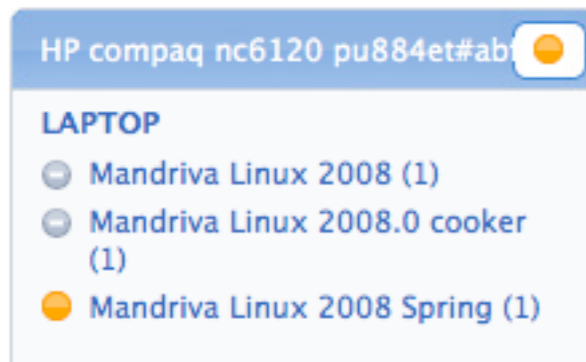 HP compaq nc6120 pu884et#ab
LAPTOP
Mandriva Linux 2008 (1)
Mandriva Linux 2008.0 cooker
(1)
Mandriva Linux 2008 Spring (1)